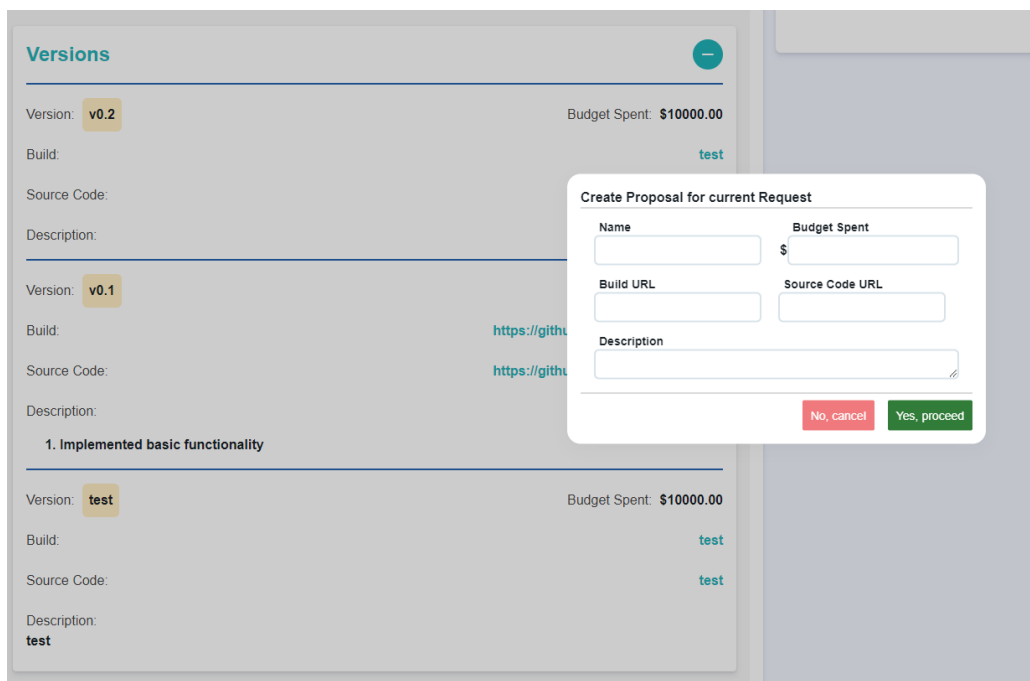 Versions
Version: v0.2 Budget Spent: $10000.00
Build: test
Source Code:
Description:
Version: v0.1
Build: https://githu
Source Code: https://githu
Description:
1. Implemented basic functionality
Version: test Budget Spent: $10000.00
Build: test
Source Code: test
Description:
test
Create Proposal for current Request
Name Budget Spent
$
Build URL Source Code URL
Description
No, cancel Yes, proceed